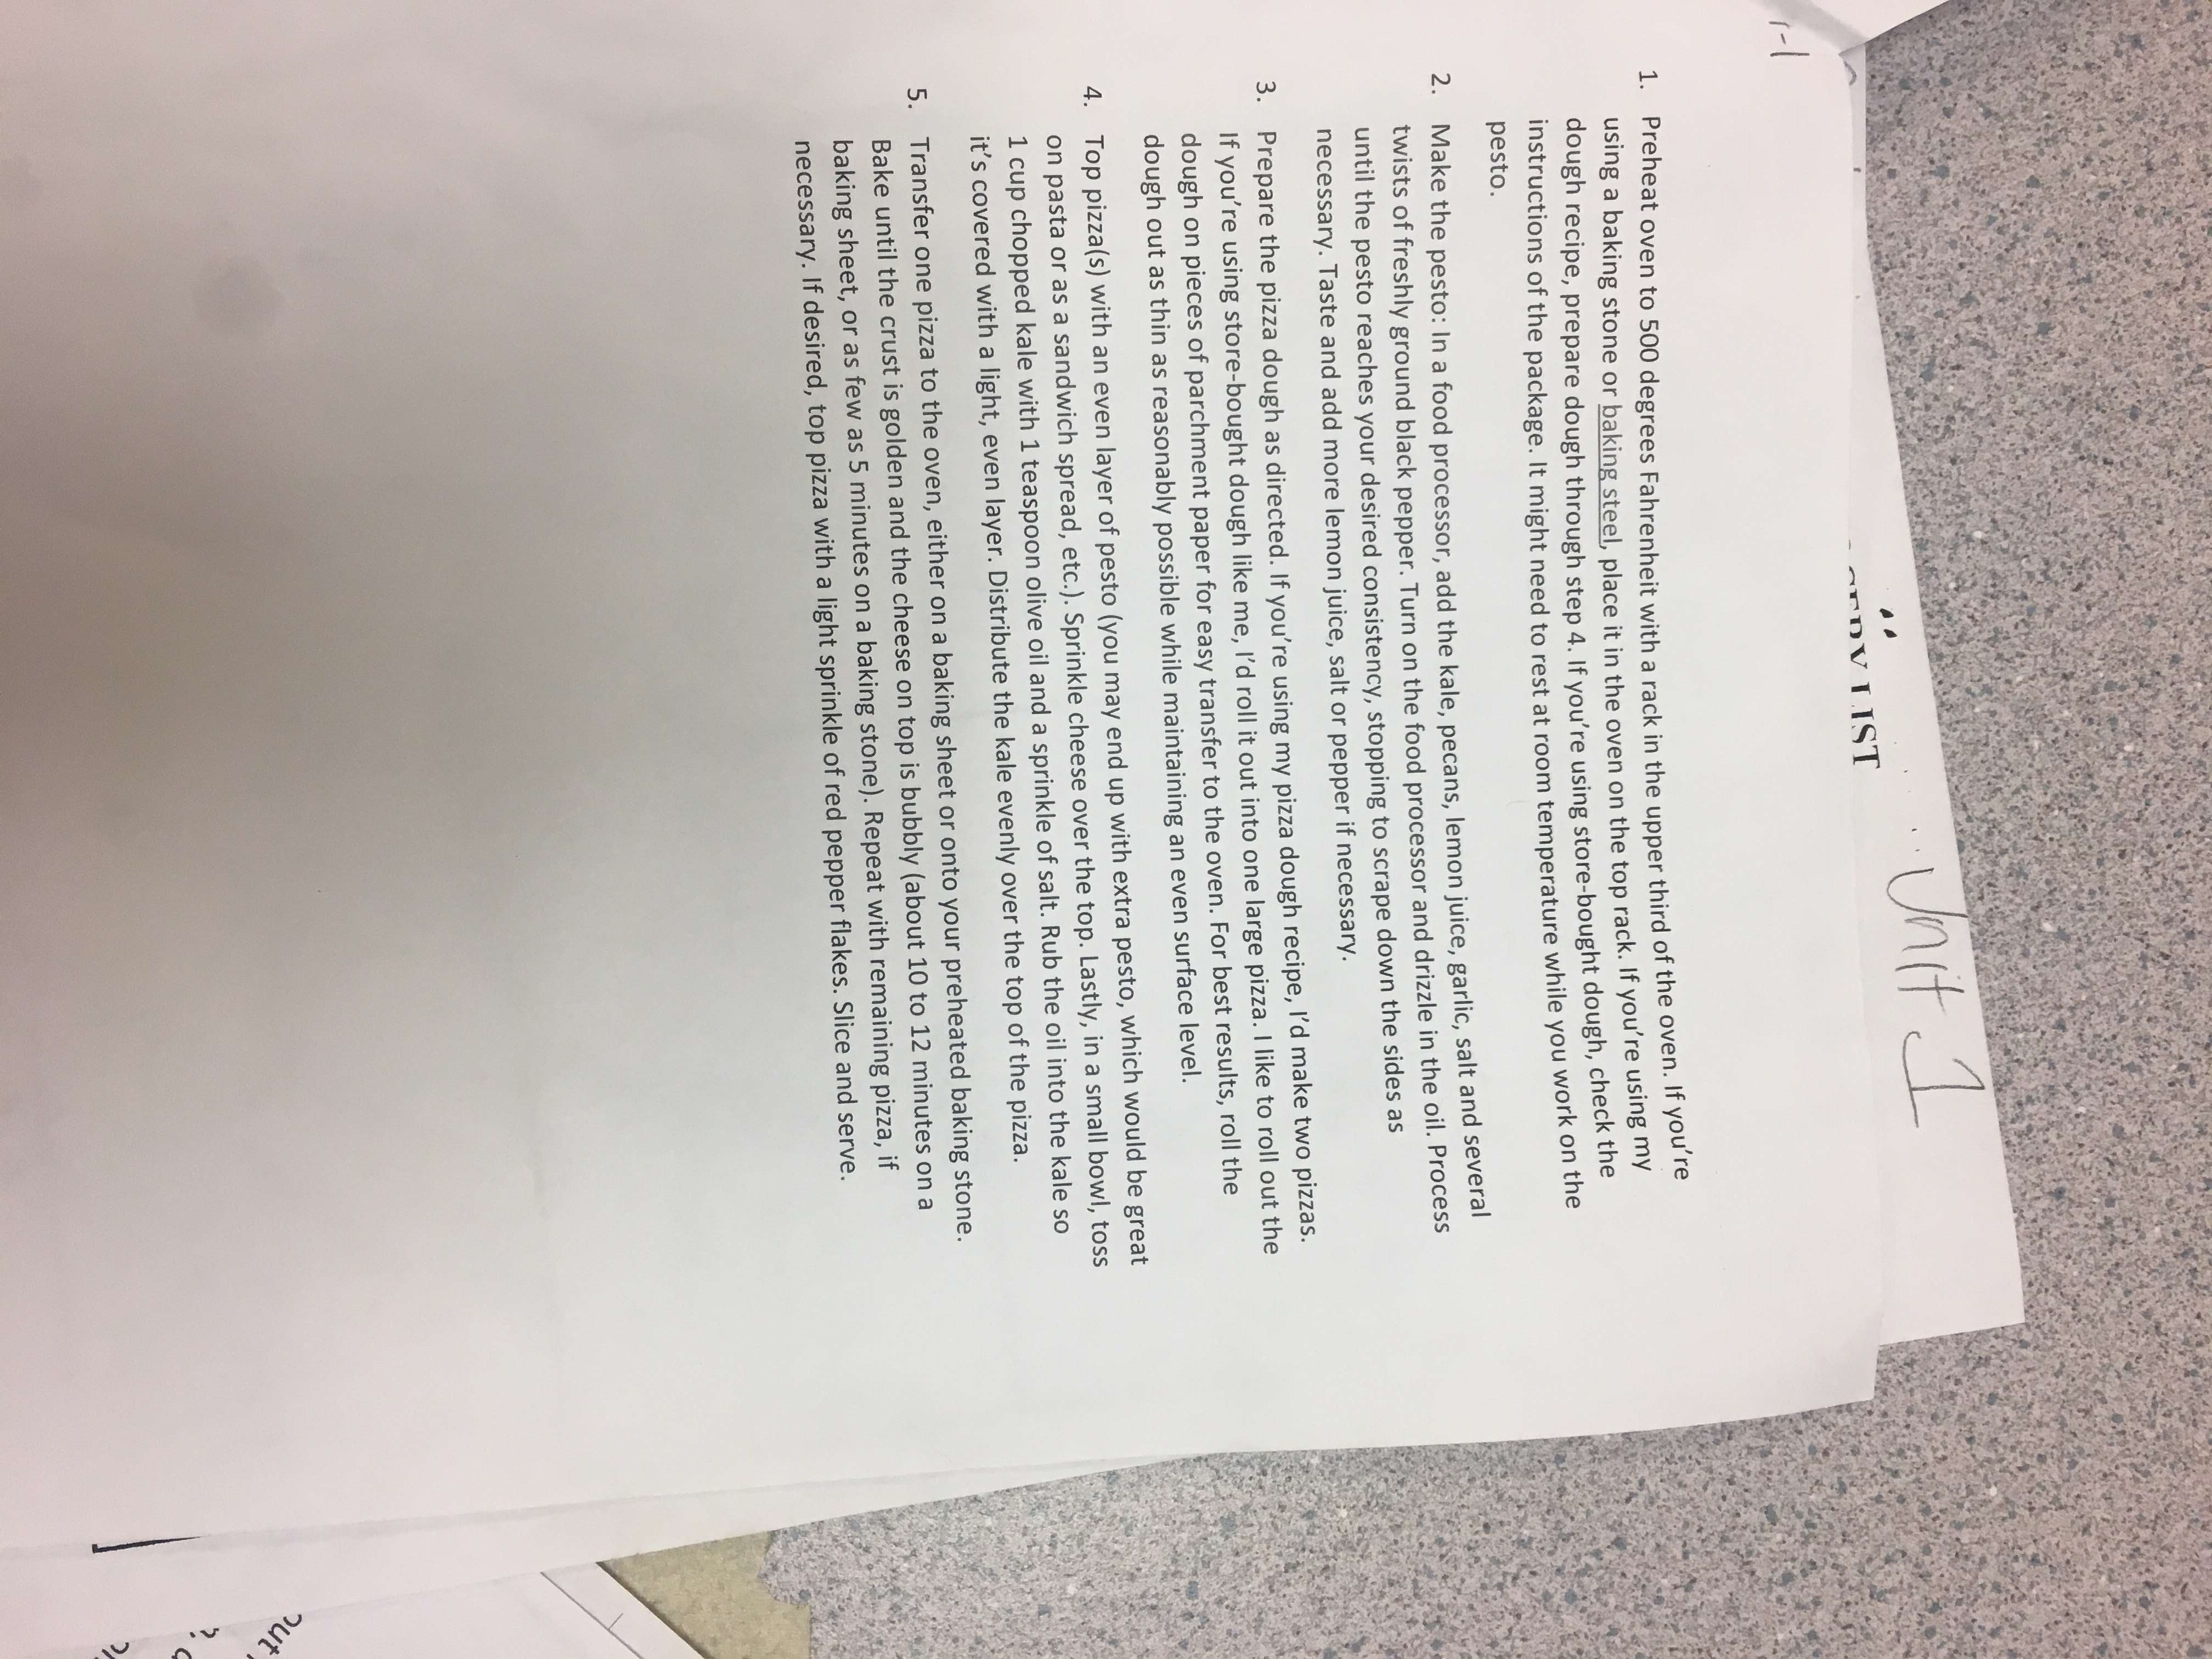 Unit 1
LIST
1. Preheat oven to 500 degrees Fahrenheit with a rack in the upper third of the oven. If you're
using a baking stone or baking steel, place it in the oven on the top rack. If you're using my
dough recipe, prepare dough through step 4. If you're using store-bought dough, check the
instructions of the package. It might need to rest at room temperature while you work on the
pesto.
2. Make the pesto: In a food processor, add the kale, pecans, lemon juice, garlic, salt and several
twists of freshly ground black pepper. Turn on the food processor and drizzle in the oil. Process
until the pesto reaches your desired consistency, stopping to scrape down the sides as
necessary. Taste and add more lemon juice, salt or pepper if necessary.
3. Prepare the pizza dough as directed. If you're using my pizza dough recipe, I'd make two pizzas.
If you're using store-bought dough like me, I'd roll it out into one large pizza. I like to roll out the
dough on pieces of parchment paper for easy transfer to the oven. For best results, roll the
dough out as thin as reasonably possible while maintaining an even surface level.
4. Top pizza(s) with an even layer of pesto (you may end up with extra pesto, which would be great
on pasta or as a sandwich spread, etc.). Sprinkle cheese over the top. Lastly, in a small bowl, toss
1 cup chopped kale with 1 teaspoon olive oil and a sprinkle of salt. Rub the oil into the kale so
it's covered with a light, even layer. Distribute the kale evenly over the top of the pizza.
5. Transfer one pizza to the oven, either on a baking sheet or onto your preheated baking stone.
Bake until the crust is golden and the cheese on top is bubbly (about 10 to 12 minutes on a
baking sheet, or as few as 5 minutes on a baking stone). Repeat with remaining pizza, if
necessary. If desired, top pizza with a light sprinkle of red pepper flakes. Slice and serve.